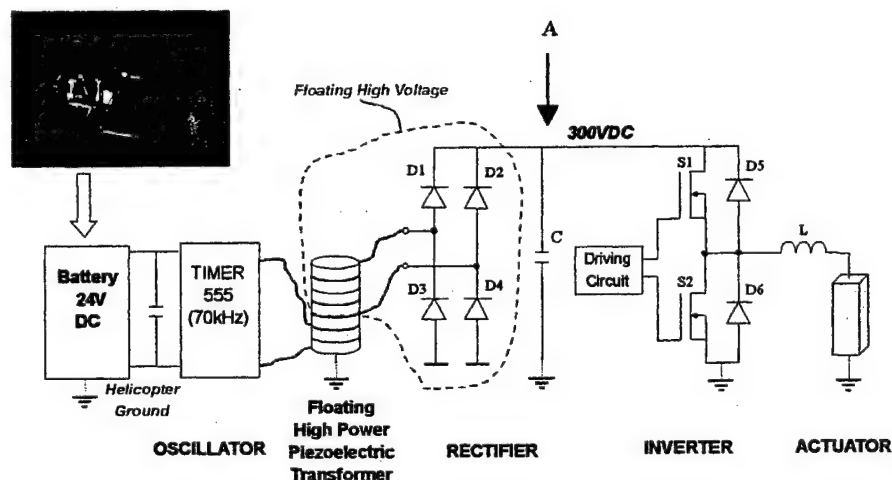 A
Floating High Voltage
300VDC
D1
D2
S1
D5
C
L
Battery
24V
DC
TIMER
555
(70kHz)
Driving
Circuit
D3
D4
S2
D6
Helicopter
Ground
Floating
High Power
Piezoelectric
Transformer
OSCILLATOR
RECTIFIER
INVERTER
ACTUATOR